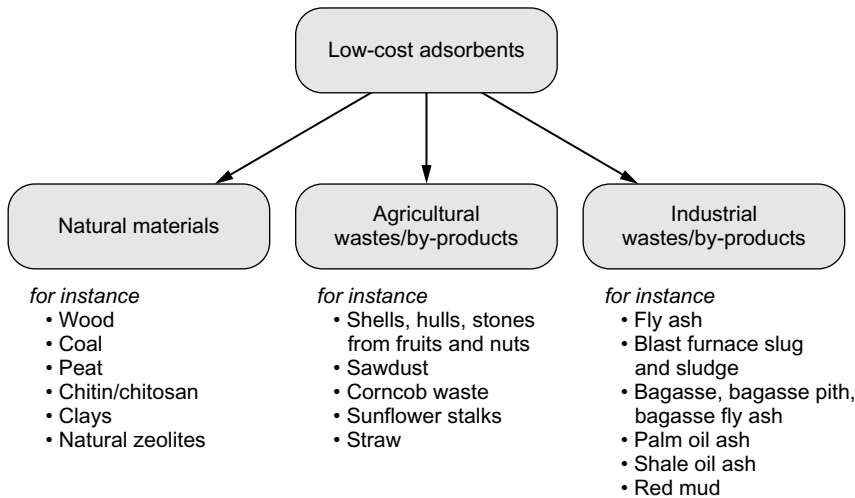 Low-cost adsorbents
Natural materials
Agricultural
wastes/by-products
Industrial
wastes/by-products
for instance
• Wood
• Coal
• Peat
• Chitin/chitosan
• Clays
• Natural zeolites
for instance
• Shells, hulls, stones
from fruits and nuts
• Sawdust
• Corncob waste
• Sunflower stalks
• Straw
for instance
• Fly ash
• Blast furnace slug
and sludge
• Bagasse, bagasse pith,
bagasse fly ash
• Palm oil ash
• Shale oil ash
• Red mud